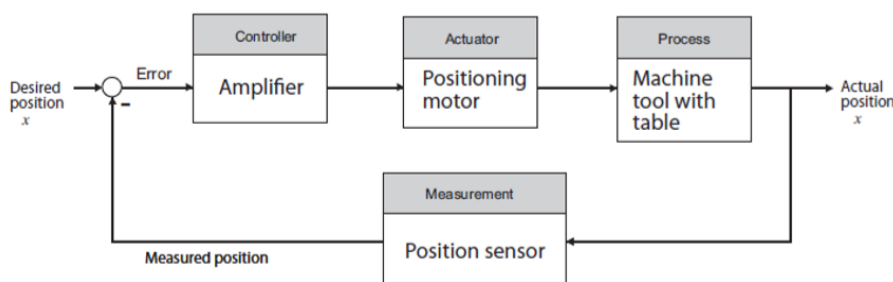 Controller
Actuator
Process
Desired
position
x
Error
Amplifier
Positioning
motor
Machine
tool with
table
Actual
position
x
–
Measurement
Position sensor
Measured position